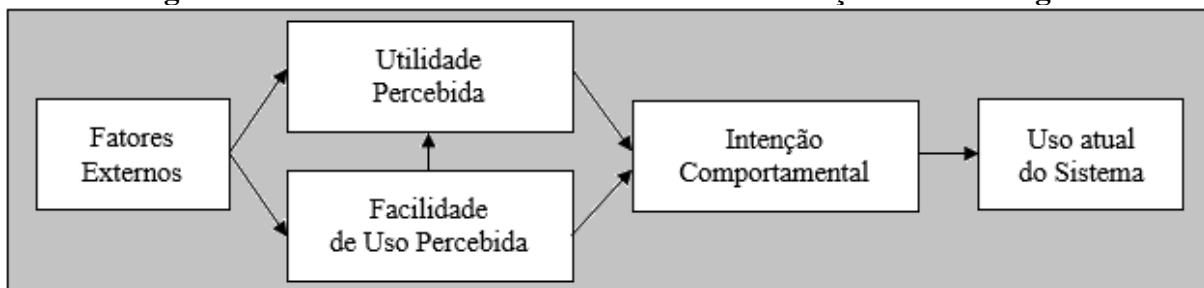 Utilidade
Percebida
Fatores
Externos
Facilidade
de Uso Percebida
Intenção
Comportamental
Uso atual
do Sistema